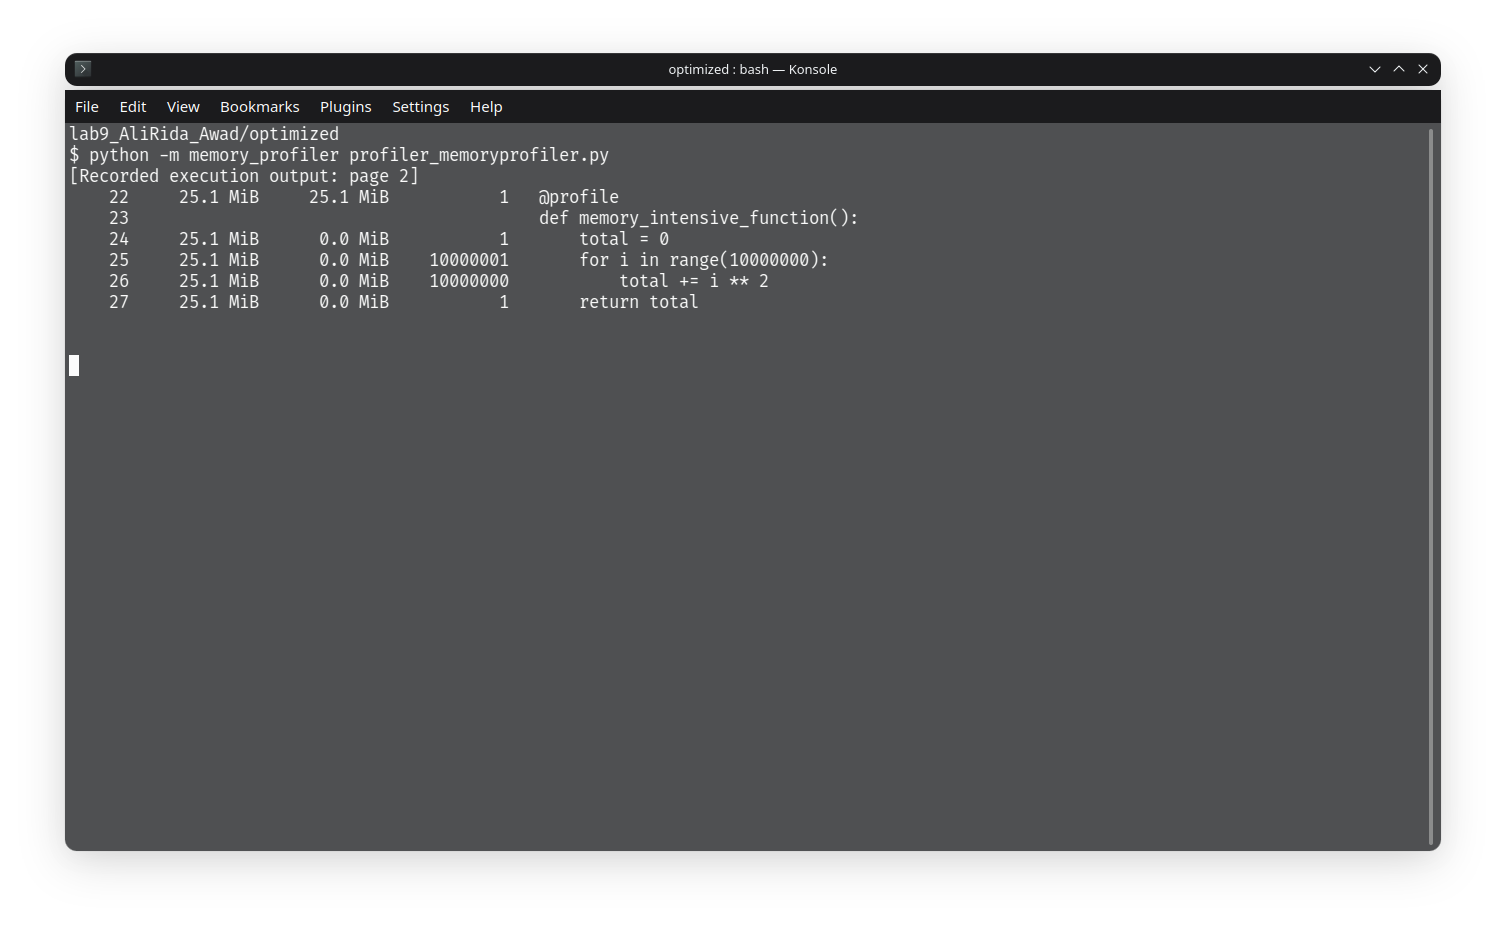 optimized : bash — Konsole
File Edit View Bookmarks Plugins Settings Help
lab9_AliRida_Awad/optimized
$ python -m memory_profiler profiler_memoryprofiler.py
[Recorded execution output: page 2]
    22     25.1 MiB     25.1 MiB           1   @profile
    23                                         def memory_intensive_function():
    24     25.1 MiB      0.0 MiB           1       total = 0
    25     25.1 MiB      0.0 MiB    10000001       for i in range(10000000):
    26     25.1 MiB      0.0 MiB    10000000           total += i ** 2
    27     25.1 MiB      0.0 MiB           1       return total